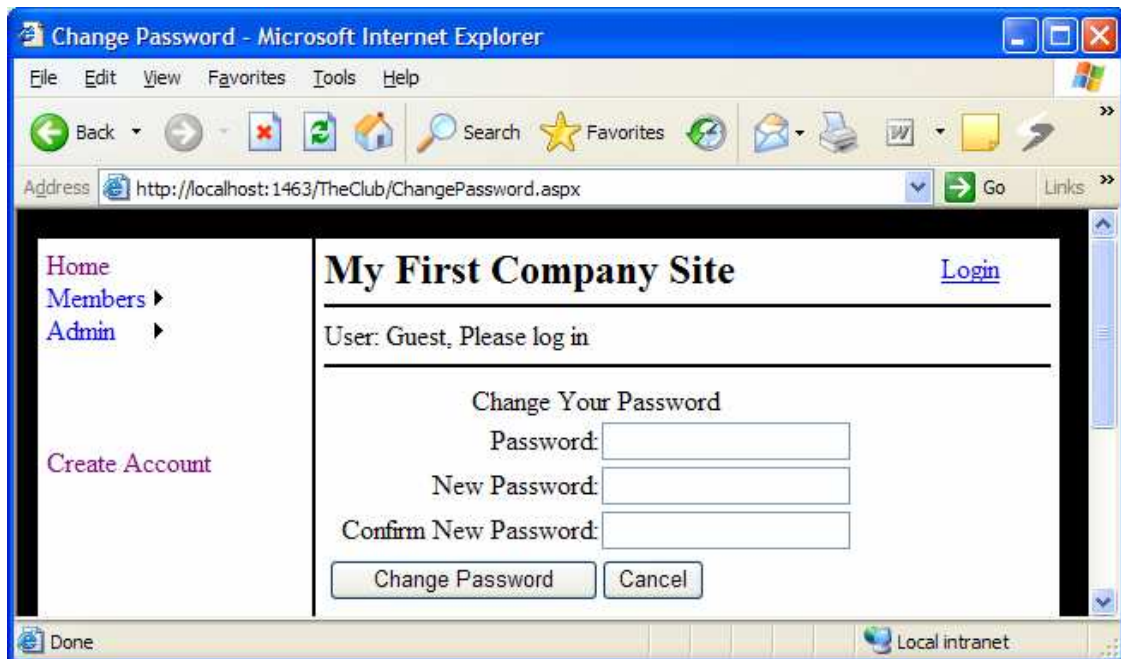 Change Password - Microsoft Internet Explorer
File Edit View Favorites Tools Help
Back Search Favorites W »
Address http://localhost:1463/TheClub/ChangePassword.aspx Go Links »
Home
Members
Admin
Create Account
My First Company Site Login
User: Guest, Please log in
Change Your Password
Password:
New Password:
Confirm New Password:
Change Password Cancel
Done Local intranet